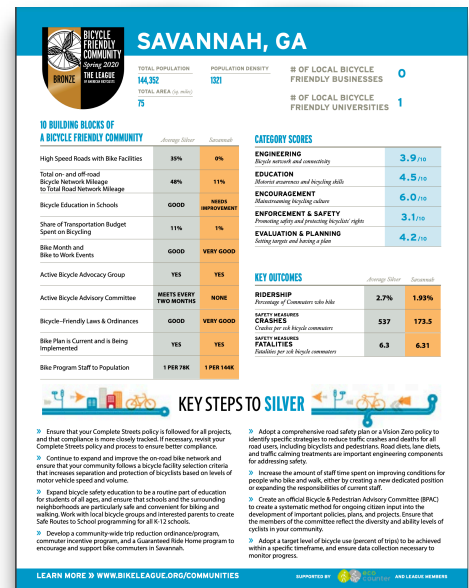 BICYCLE
FRIENDLY
COMMUNITY
Spring 2020
BRONZE
THE LEAGUE
OF AMERICAN BICYCLISTS
SAVANNAH, GA
TOTAL POPULATION
144,352
POPULATION DENSITY
1321
TOTAL AREA (sq. miles)
75
# OF LOCAL BICYCLE
FRIENDLY BUSINESSES 0
# OF LOCAL BICYCLE
FRIENDLY UNIVERSITIES 1
10 BUILDING BLOCKS OF
A BICYCLE FRIENDLY COMMUNITY
Average Silver Savannah
High Speed Roads with Bike Facilities 35% 0%
Total on- and off-road
Bicycle Network Mileage
to Total Road Network Mileage 48% 11%
Bicycle Education in Schools GOOD NEEDS IMPROVEMENT
Share of Transportation Budget
Spent on Bicycling 11% 1%
Bike Month and
Bike to Work Events GOOD VERY GOOD
Active Bicycle Advocacy Group YES YES
Active Bicycle Advisory Committee MEETS EVERY TWO MONTHS NONE
Bicycle–Friendly Laws & Ordinances GOOD VERY GOOD
Bike Plan is Current and is Being
Implemented YES YES
Bike Program Staff to Population 1 PER 78K 1 PER 144K
CATEGORY SCORES
ENGINEERING
Bicycle network and connectivity 3.9/10
EDUCATION
Motorist awareness and bicycling skills 4.5/10
ENCOURAGEMENT
Mainstreaming bicycling culture 6.0/10
ENFORCEMENT & SAFETY
Promoting safety and protecting bicyclists' rights 3.1/10
EVALUATION & PLANNING
Setting targets and having a plan 4.2/10
KEY OUTCOMES Average Silver Savannah
RIDERSHIP
Percentage of Commuters who bike 2.7% 1.93%
SAFETY MEASURES
CRASHES
Crashes per 10k bicycle commuters 537 173.5
SAFETY MEASURES
FATALITIES
Fatalities per 10k bicycle commuters 6.3 6.31
KEY STEPS TO SILVER
» Ensure that your Complete Streets policy is followed for all projects,
and that compliance is more closely tracked. If necessary, revisit your
Complete Streets policy and process to ensure better compliance.
» Continue to expand and improve the on-road bike network and
ensure that your community follows a bicycle facility selection criteria
that increases separation and protection of bicyclists based on levels of
motor vehicle speed and volume.
» Expand bicycle safety education to be a routine part of education
for students of all ages, and ensure that schools and the surrounding
neighborhoods are particularly safe and convenient for biking and
walking. Work with local bicycle groups and interested parents to create
Safe Routes to School programming for all K-12 schools.
» Develop a community-wide trip reduction ordinance/program,
commuter incentive program, and a Guaranteed Ride Home program to
encourage and support bike commuters in Savannah.
» Adopt a comprehensive road safety plan or a Vision Zero policy to
identify specific strategies to reduce traffic crashes and deaths for all
road users, including bicyclists and pedestrians. Road diets, lane diets,
and traffic calming treatments are important engineering components
for addressing safety.
» Increase the amount of staff time spent on improving conditions for
people who bike and walk, either by creating a new dedicated position
or expanding the responsibilities of current staff.
» Create an official Bicycle & Pedestrian Advisory Committee (BPAC)
to create a systematic method for ongoing citizen input into the
development of important policies, plans, and projects. Ensure that
the members of the committee reflect the diversity and ability levels of
cyclists in your community.
» Adopt a target level of bicycle use (percent of trips) to be achieved
within a specific timeframe, and ensure data collection necessary to
monitor progress.
LEARN MORE » WWW.BIKELEAGUE.ORG/COMMUNITIES
SUPPORTED BY eco counter AND LEAGUE MEMBERS